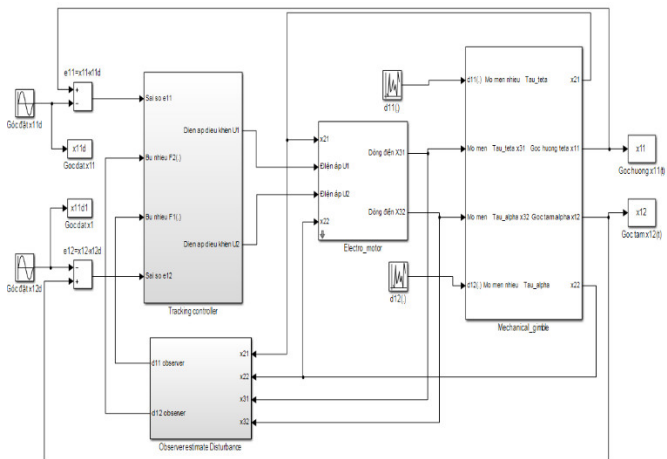 e11=x11-x11d
Góc đặt x11d
x11d
Goc dat x11
x11d1
Goc dat x1
e12=x12-x12d
Góc đặt x12d
Sai so e11
Bu nhieu F2(.)
Bu nhieu F1(.)
Sai so e12
Dien ap dieu khien U1
Dien ap dieu khien U2
Tracking controller
d11 observer
d12 observer
x21
x22
x31
x32
Observer estimate Disturbance
x21
Điện áp U1
Điện áp U2
x22
Dòng điện X31
Dòng điện X32
Electro_motor
d11(.)
d12(.)
d11(.) Mo men nhieu Tau_teta
x21
Mo men Tau_teta x31 Goc huong teta x11
Mo men Tau_alpha x32 Goc tam alpha x12
d12(.) Mo men nhieu Tau_alpha
x22
Mechanical_gimble
x11
Goc huong x11(t)
x12
Goc tam x12(t)